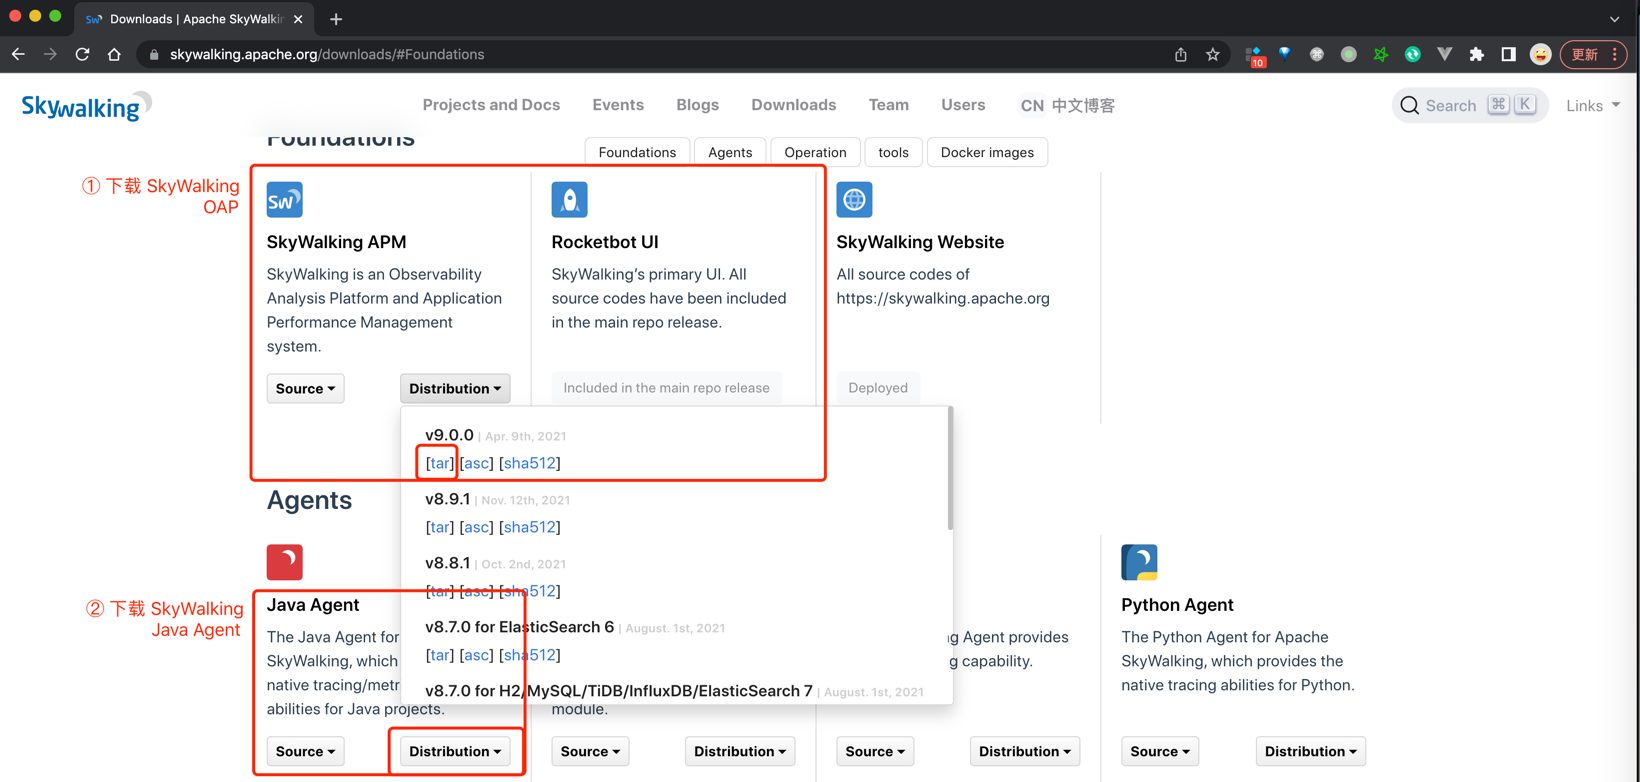 Downloads | Apache SkyWalkin
skywalking.apache.org/downloads/#Foundations
10
更新
Skywalking
Projects and Docs
Events
Blogs
Downloads
Team
Users
CN 中文博客
Search ⌘ K
Links
Foundations
Foundations
Agents
Operation
tools
Docker images
① 下载 SkyWalking
OAP
SW
SkyWalking APM
SkyWalking is an Observability
Analysis Platform and Application
Performance Management
system.
Source
Distribution
Rocketbot UI
SkyWalking's primary UI. All
source codes have been included
in the main repo release.
Included in the main repo release
SkyWalking Website
All source codes of
https://skywalking.apache.org
Deployed
v9.0.0 | Apr. 9th, 2021
[tar] [asc] [sha512]
v8.9.1 | Nov. 12th, 2021
[tar] [asc] [sha512]
v8.8.1 | Oct. 2nd, 2021
[tar] [asc] [sha512]
v8.7.0 for ElasticSearch 6 | August. 1st, 2021
[tar] [asc] [sha512]
v8.7.0 for H2/MySQL/TiDB/InfluxDB/ElasticSearch 7 | August. 1st, 2021
Agents
② 下载 SkyWalking
Java Agent
Java Agent
The Java Agent for
SkyWalking, which
native tracing/metr
abilities for Java projects.
Source
Distribution
module.
Source
Distribution
g Agent provides
g capability.
Source
Distribution
Python Agent
The Python Agent for Apache
SkyWalking, which provides the
native tracing abilities for Python.
Source
Distribution